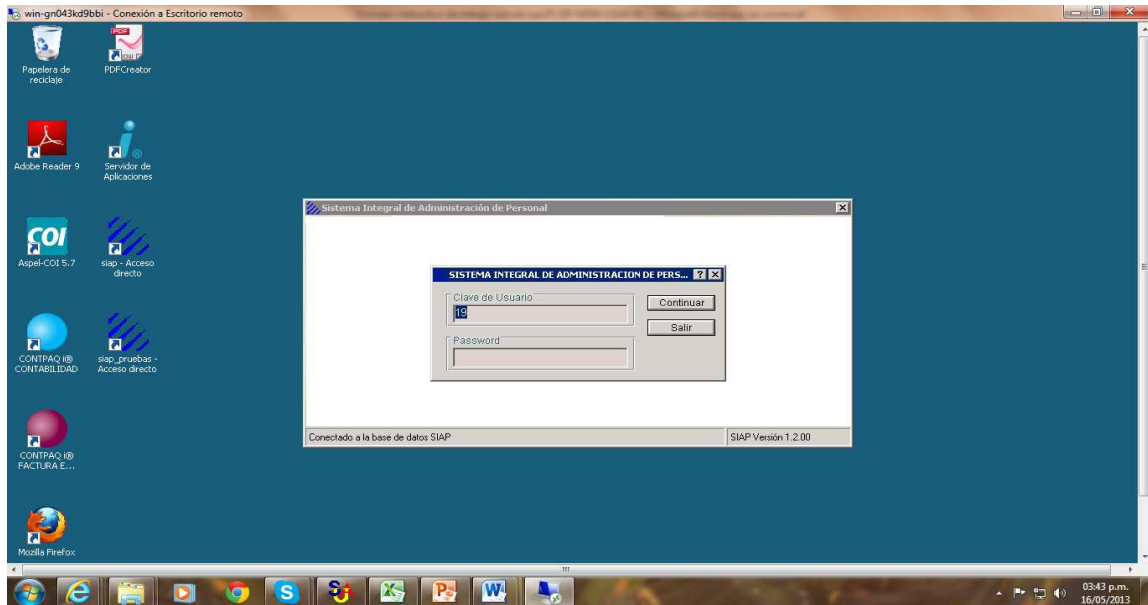 win-gn043kd9bbi - Conexión a Escritorio remoto
Papelera de
reciclaje
PDF
PDFCreator
Adobe Reader 9
Servidor de
Aplicaciones
COI
Aspel-COI 5.7
siap - Acceso
directo
CONTPAQ i®
CONTABILIDAD
siap_pruebas -
Acceso directo
CONTPAQ i®
FACTURA E...
Mozilla Firefox
Sistema Integral de Administración de Personal
SISTEMA INTEGRAL DE ADMINISTRACION DE PERS...
Clave de Usuario
19
Continuar
Salir
Password
Conectado a la base de datos SIAP
SIAP Versión 1.2.00
03:43 p.m.
16/05/2013